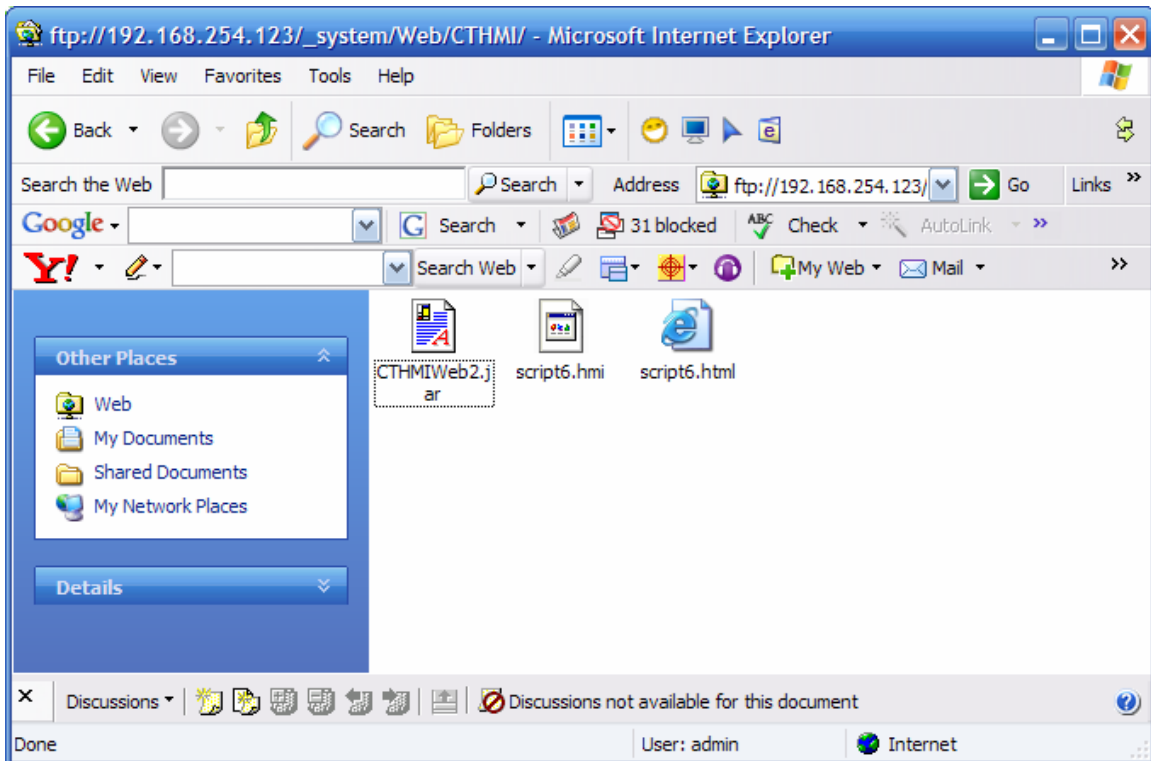 ftp://192.168.254.123/_system/Web/CTHMI/ - Microsoft Internet Explorer
File Edit View Favorites Tools Help
Back Search Folders
Search the Web Search Address ftp://192.168.254.123/ Go Links »
Google Search 31 blocked ABC Check AutoLink »
Y! Search Web My Web Mail »
CTHMIWeb2.j
ar
script6.hmi
script6.html
Other Places
Web
My Documents
Shared Documents
My Network Places
Details
× Discussions Discussions not available for this document
Done User: admin Internet